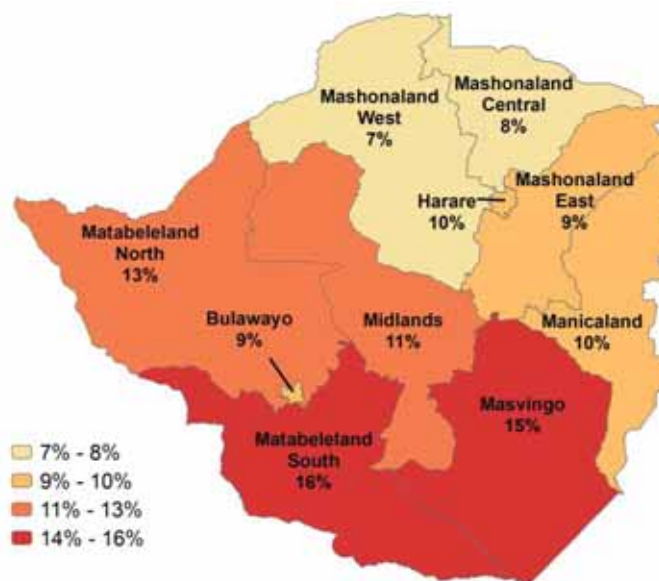 Mashonaland
West
7%
Mashonaland
Central
8%
Harare
10%
Mashonaland
East
9%
Matabeleland
North
13%
Bulawayo
9%
Midlands
11%
Manicaland
10%
Masvingo
15%
Matabeleland
South
16%
7% - 8%
9% - 10%
11% - 13%
14% - 16%